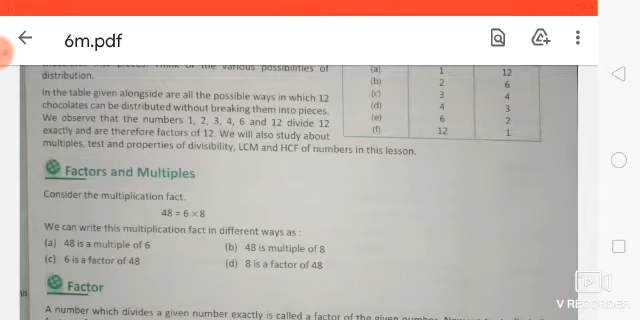 6m.pdf
of the various possibilities of
distribution.
In the table given alongside are all the possible ways in which 12
chocolates can be distributed without breaking them into pieces.
We observe that the numbers 1, 2, 3, 4, 6 and 12 divide 12
exactly and are therefore factors of 12. We will also study about
multiples, test and properties of divisibility, LCM and HCF of numbers in this lesson.
(a) 1 12
(b) 2 6
(c) 3 4
(d) 4 3
(e) 6 2
(f) 12 1
Factors and Multiples
Consider the multiplication fact.
48 = 6 × 8
We can write this multiplication fact in different ways as :
(a) 48 is a multiple of 6 (b) 48 is multiple of 8
(c) 6 is a factor of 48 (d) 8 is a factor of 48
Factor
A number which divides a given number exactly is called a factor of the given number.
V RECORDER